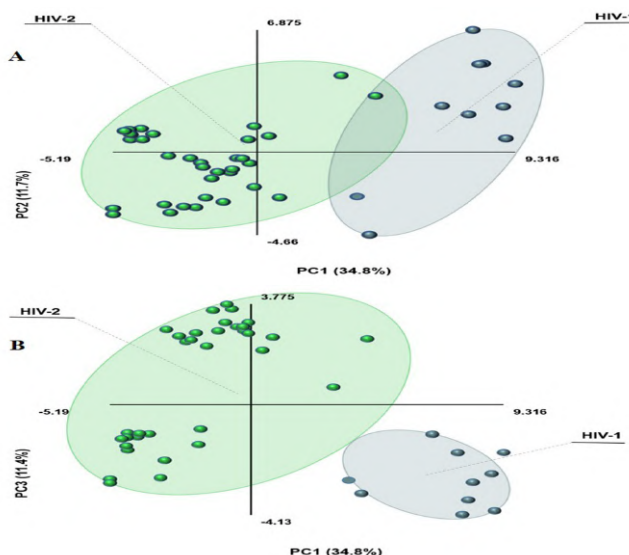 HIV-2
HIV-1
A
6.875
-5.19
9.316
PC2 (11.7%)
-4.66
PC1 (34.8%)
HIV-2
3.775
B
-5.19
9.316
HIV-1
PC3 (11.4%)
-4.13
PC1 (34.8%)